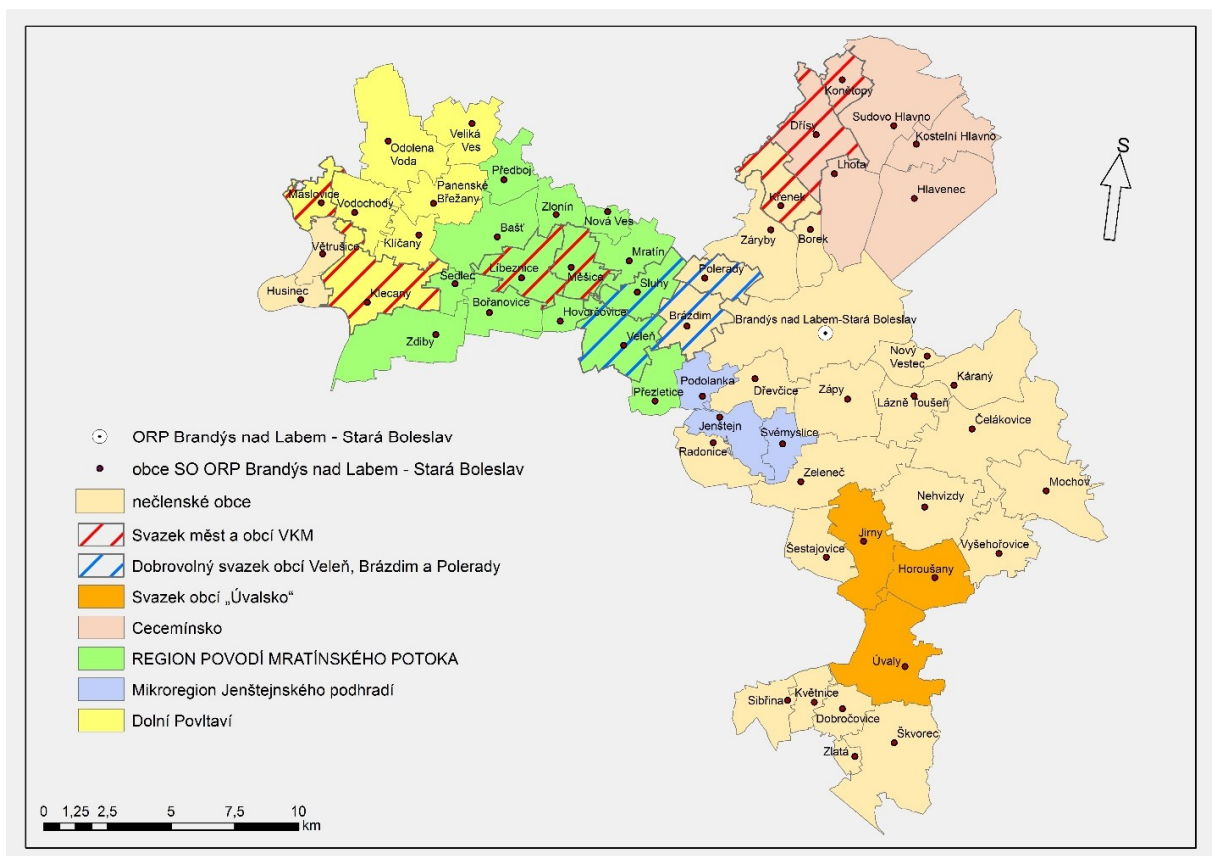 Konětopy
Sudovo Hlavno
Dřísy
Kostelní Hlavno
Veliká
Ves
Odolena
Voda
S
Předboj
Lhota
Máslovice
Panenské
Břežany
Hlavenec
Vodochody
Křenek
Zlonín
Nová Ves
Klíčany
Bašť
Záryby
Borek
Větrušice
Mratín
Líbeznice
Měšice
Polerady
Sedlec
Sluhy
Husinec
Klecany
Bořanovice
Hovorčovice
Brázdim
Brandýs nad Labem-Stará Boleslav
Zdiby
Veleň
Nový
Vestec
Podolanka
Káraný
Přezletice
Dřevčice
Zápy
Lázně Toušeň
Čelákovice
Jenštejn
Svémyslice
Radonice
Zeleneč
Mochov
Nehvizdy
Jirny
Šestajovice
Vyšehořovice
Horoušany
Úvaly
Sibřina
Květnice
Dobročovice
Škvorec
Zlatá
ORP Brandýs nad Labem - Stará Boleslav
obce SO ORP Brandýs nad Labem - Stará Boleslav
nečlenské obce
Svazek měst a obcí VKM
Dobrovolný svazek obcí Veleň, Brázdim a Polerady
Svazek obcí „Úvalsko“
Cecemínsko
REGION POVODÍ MRATÍNSKÉHO POTOKA
Mikroregion Jenštejnského podhradí
Dolní Povltaví
0 1,25 2,5 5 7,5 10
km